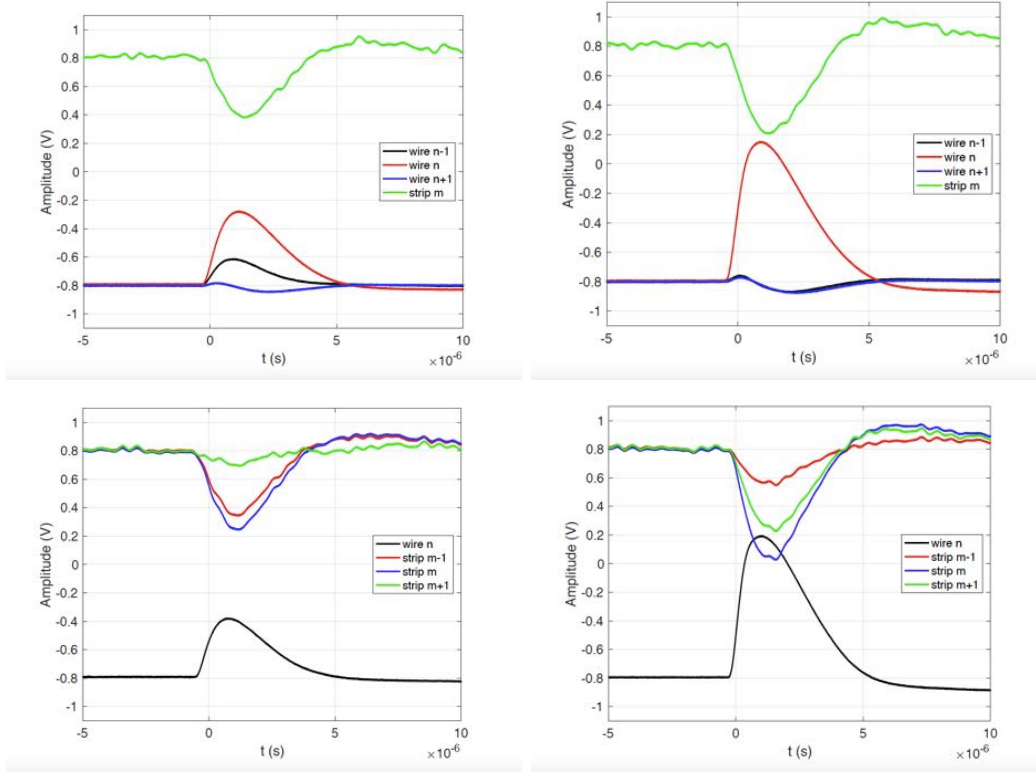 1
0.8
0.6
0.4
0.2
0
-0.2
-0.4
-0.6
-0.8
-1
Amplitude (V)
wire n-1
wire n
wire n+1
strip m
-5 0 5 10
t (s)
×10⁻⁶
1
0.8
0.6
0.4
0.2
0
-0.2
-0.4
-0.6
-0.8
-1
Amplitude (V)
wire n-1
wire n
wire n+1
strip m
-5 0 5 10
t (s)
×10⁻⁶
1
0.8
0.6
0.4
0.2
0
-0.2
-0.4
-0.6
-0.8
-1
Amplitude (V)
wire n
strip m-1
strip m
strip m+1
-5 0 5 10
t (s)
×10⁻⁶
1
0.8
0.6
0.4
0.2
0
-0.2
-0.4
-0.6
-0.8
-1
Amplitude (V)
wire n
strip m-1
strip m
strip m+1
-5 0 5 10
t (s)
×10⁻⁶